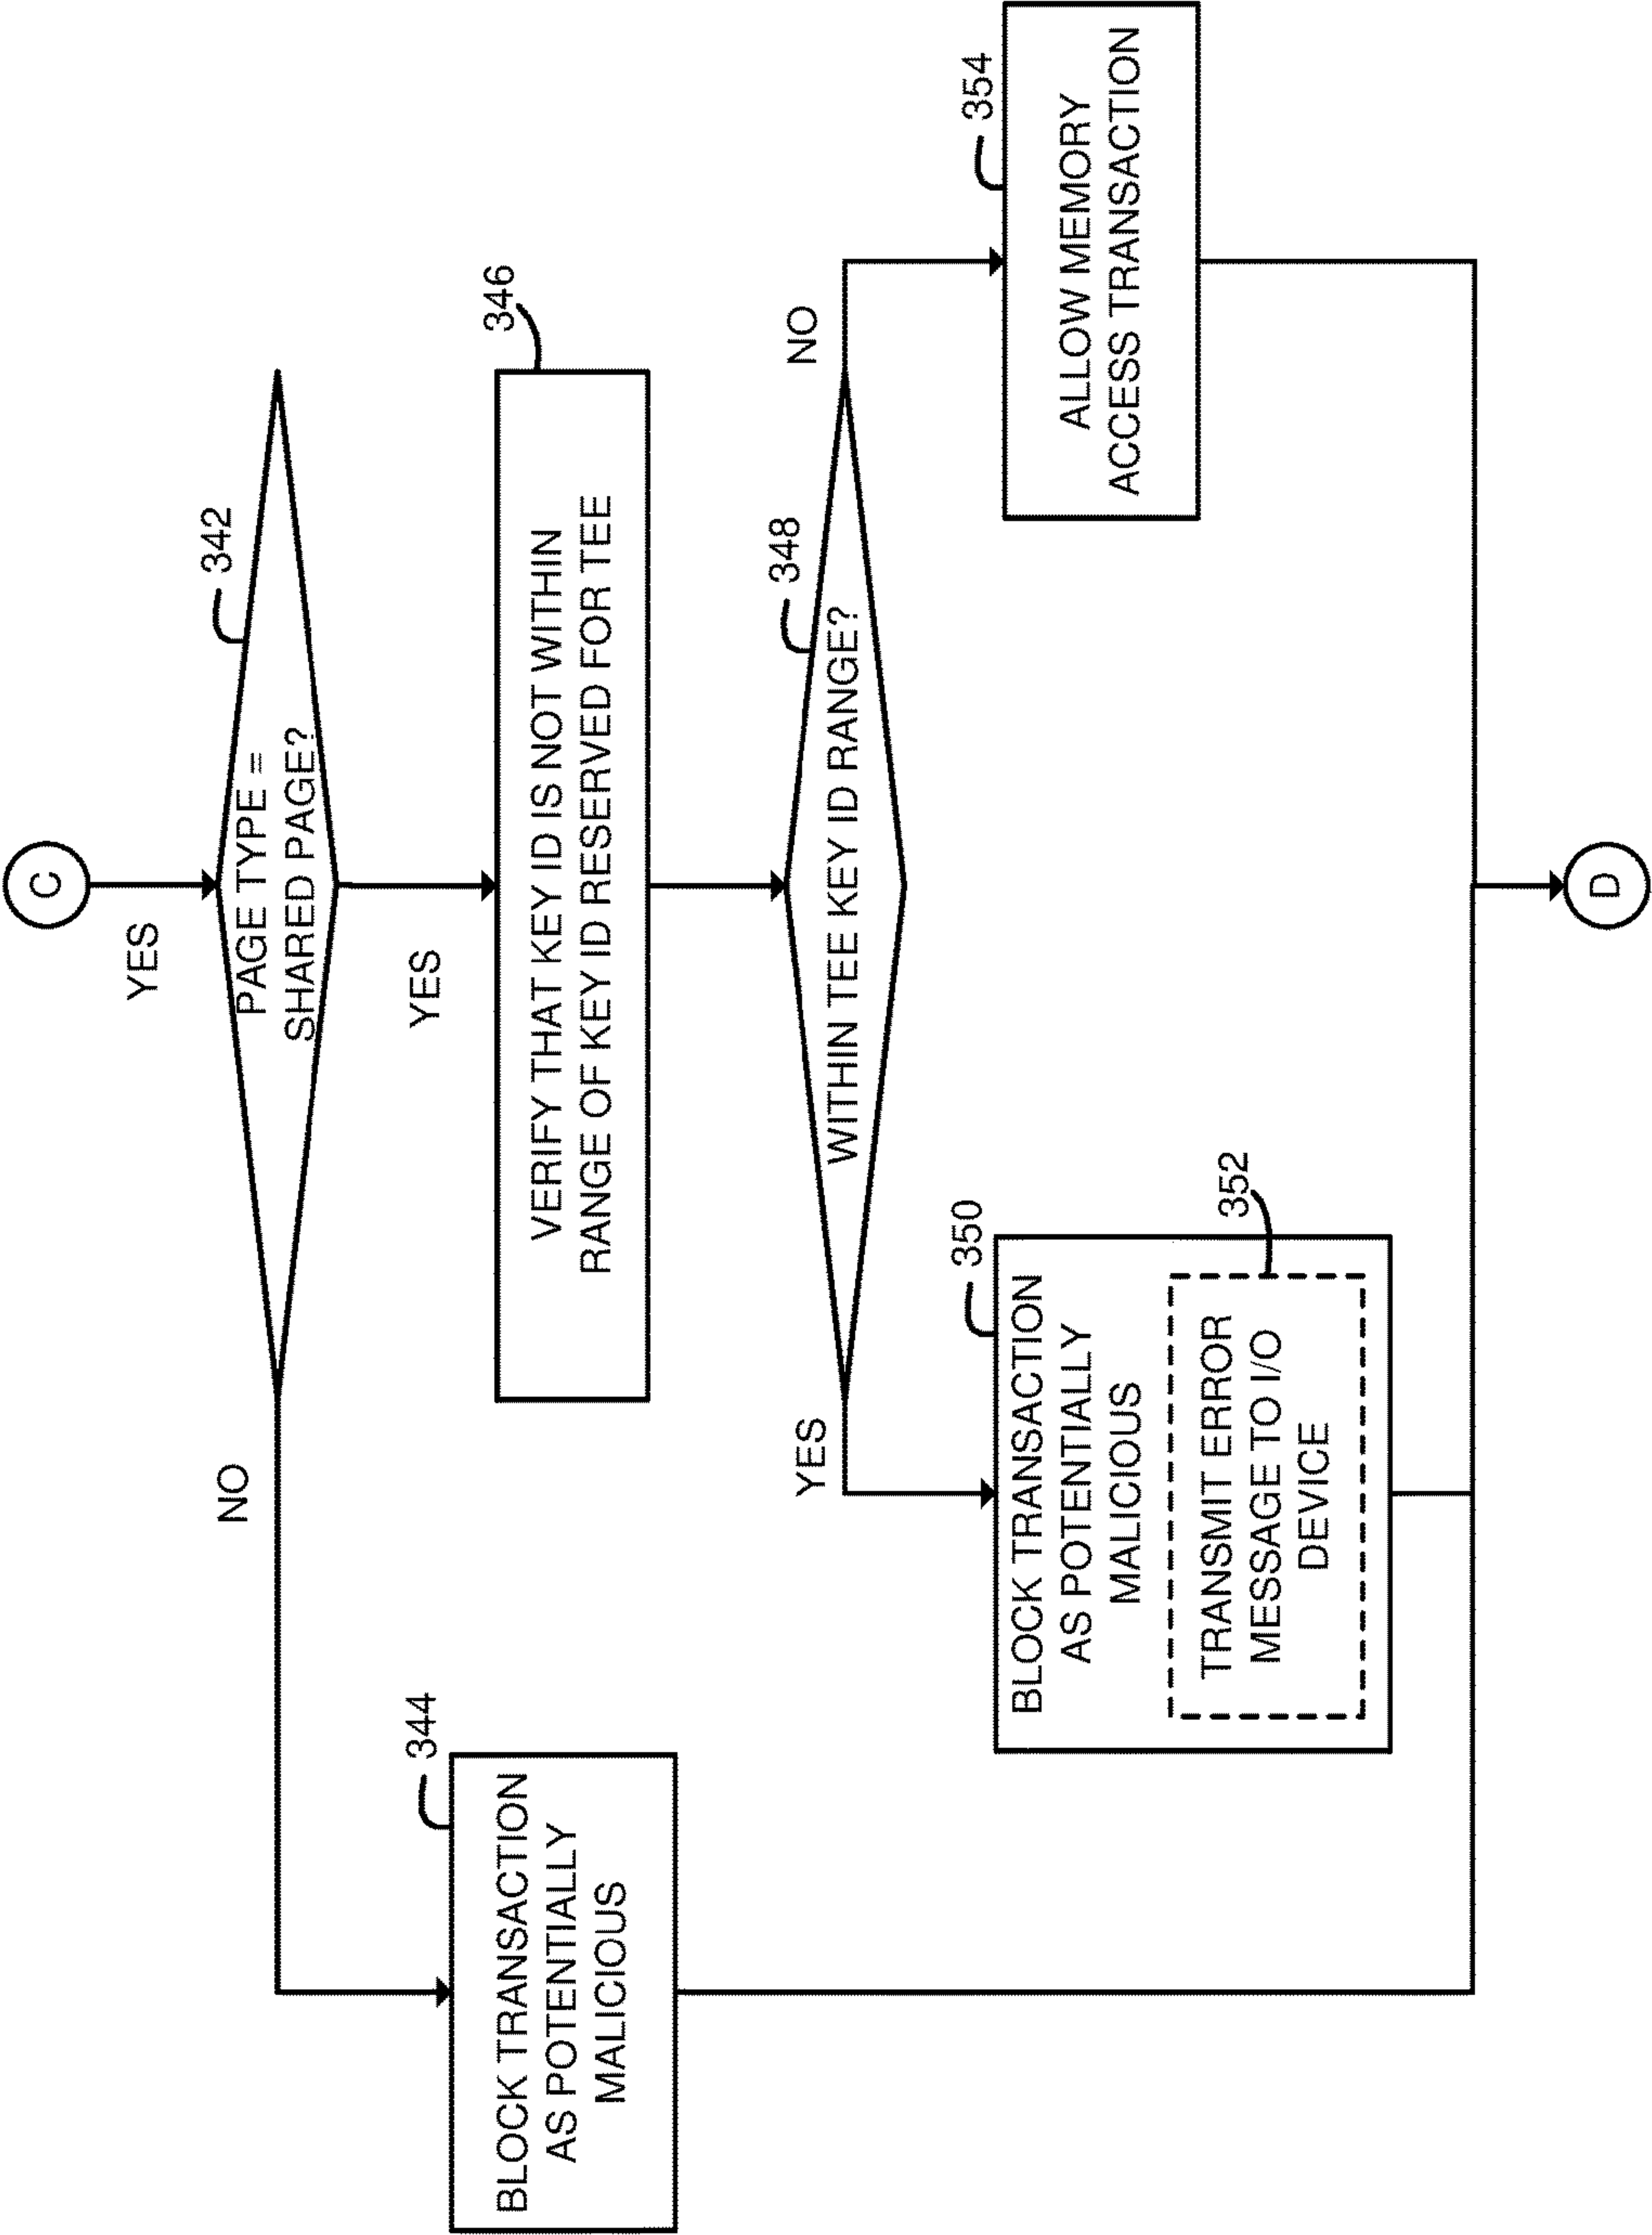 C
YES
342
PAGE TYPE =
SHARED PAGE?
NO
YES
344
BLOCK TRANSACTION
AS POTENTIALLY
MALICIOUS
346
VERIFY THAT KEY ID IS NOT WITHIN
RANGE OF KEY ID RESERVED FOR TEE
348
WITHIN TEE KEY ID RANGE?
YES
NO
350
BLOCK TRANSACTION
AS POTENTIALLY
MALICIOUS
352
TRANSMIT ERROR
MESSAGE TO I/O
DEVICE
354
ALLOW MEMORY
ACCESS TRANSACTION
D